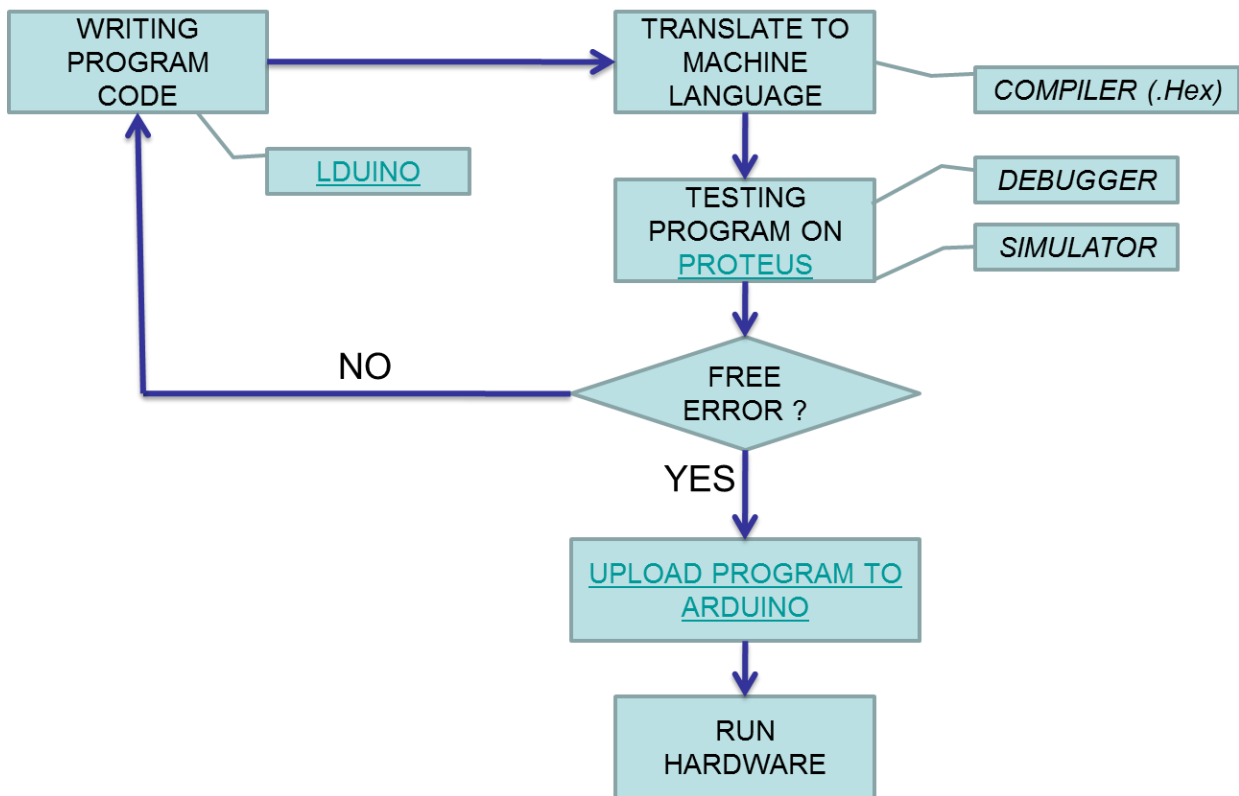 WRITING
PROGRAM
CODE
TRANSLATE TO
MACHINE
LANGUAGE
COMPILER (.Hex)
LDUINO
TESTING
PROGRAM ON
PROTEUS
DEBUGGER
SIMULATOR
FREE
ERROR ?
NO
YES
UPLOAD PROGRAM TO
ARDUINO
RUN
HARDWARE